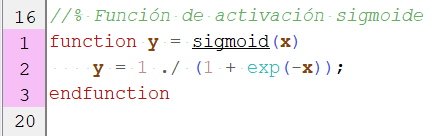 16 //% Función de activación sigmoide
1 function y = sigmoid(x)
2 y = 1 ./ (1 + exp(-x));
3 endfunction
20